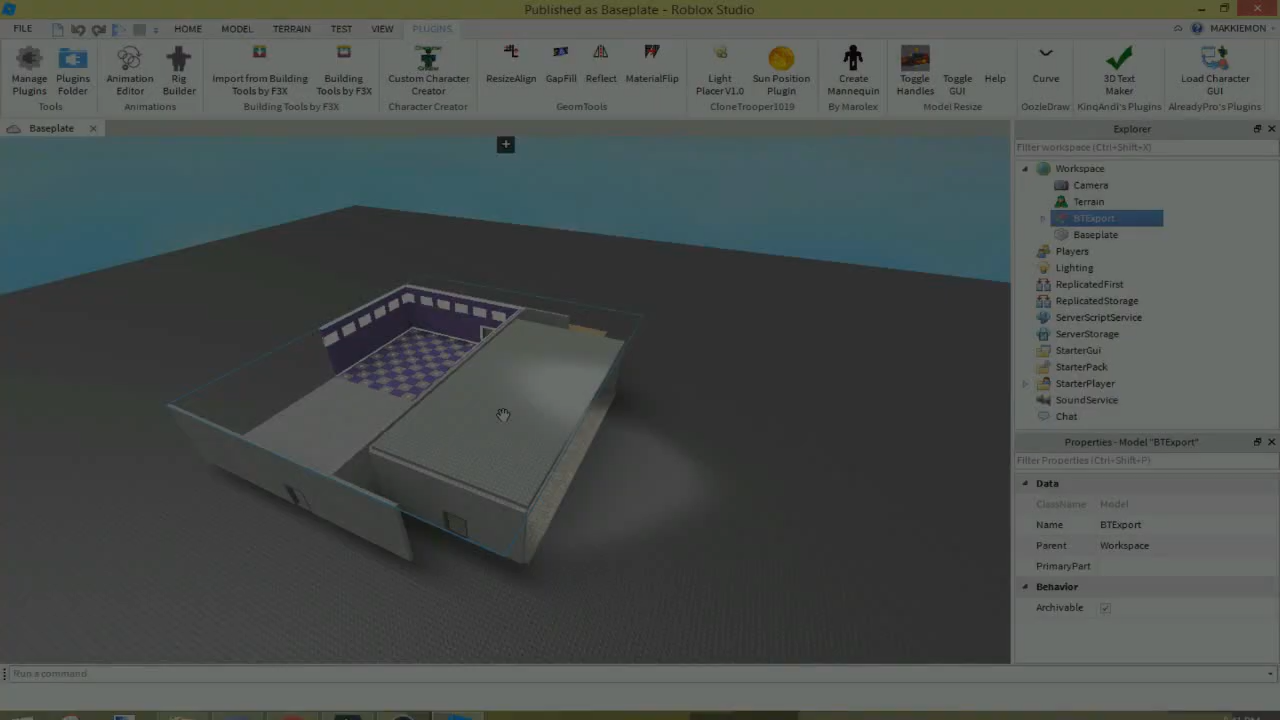 Published as Baseplate - Roblox Studio
FILE HOME MODEL TERRAIN TEST VIEW PLUGINS MAKKIEMON
Manage Plugins
Plugins Folder
Tools
Animation Editor
Rig Builder
Animations
Import from Building Tools by F3X
Building Tools by F3X
Building Tools by F3X
Custom Character Creator
Character Creator
ResizeAlign
GapFill
Reflect
MaterialFlip
GeomTools
Light Placer V1.0
Sun Position Plugin
CloneTrooper1019
Create Mannequin
By Marolex
Toggle Handles
Toggle GUI
Help
Model Resize
Curve
OozleDraw
3D Text Maker
KingAndi's Plugins
Load Character GUI
AlreadyPro's Plugins
Baseplate
Explorer
Filter workspace (Ctrl+Shift+X)
Workspace
Camera
Terrain
BTExport
Baseplate
Players
Lighting
ReplicatedFirst
ReplicatedStorage
ServerScriptService
ServerStorage
StarterGui
StarterPack
StarterPlayer
SoundService
Chat
Properties - Model "BTExport"
Filter Properties (Ctrl+Shift+P)
Data
ClassName Model
Name BTExport
Parent Workspace
PrimaryPart
Behavior
Archivable
Run a command